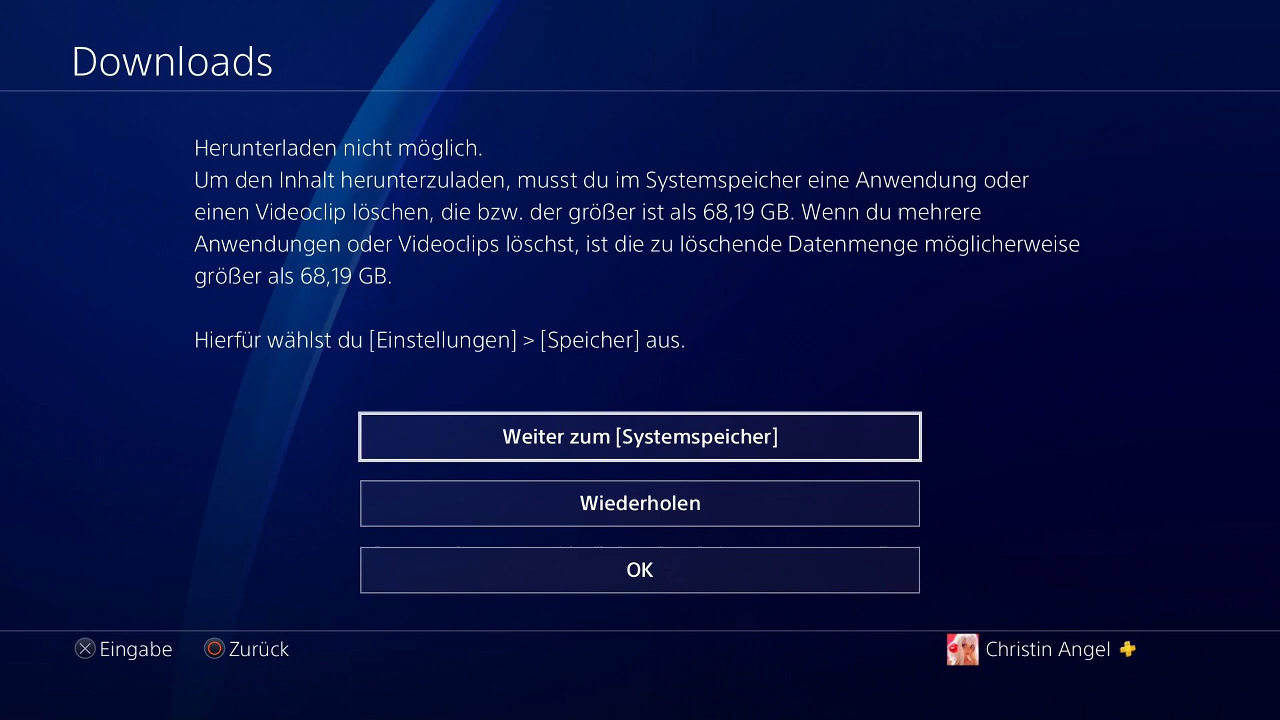 Downloads
Herunterladen nicht möglich.
Um den Inhalt herunterzuladen, musst du im Systemspeicher eine Anwendung oder
einen Videoclip löschen, die bzw. der größer ist als 68,19 GB. Wenn du mehrere
Anwendungen oder Videoclips löschst, ist die zu löschende Datenmenge möglicherweise
größer als 68,19 GB.
Hierfür wählst du [Einstellungen] > [Speicher] aus.
Weiter zum [Systemspeicher]
Wiederholen
OK
Eingabe
Zurück
Christin Angel